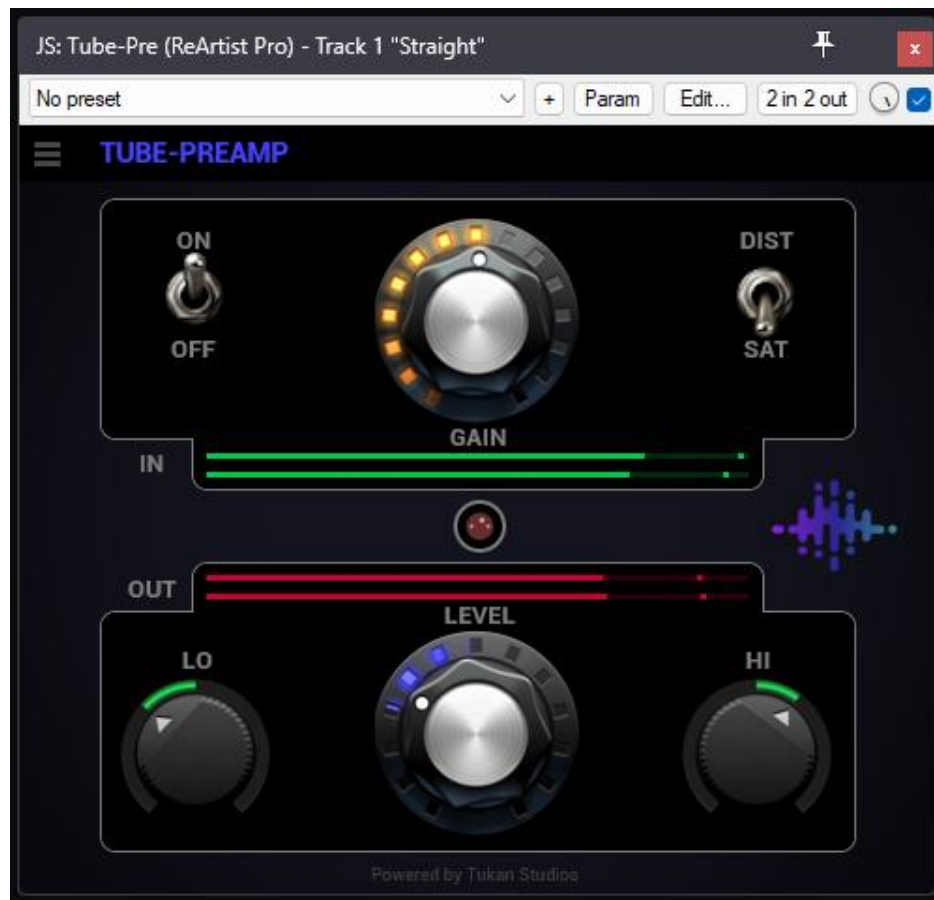 JS: Tube-Pre (ReArtist Pro) - Track 1 "Straight"
x
No preset + Param Edit... 2 in 2 out
TUBE-PREAMP
ON DIST
OFF SAT
GAIN
IN
OUT
LEVEL
LO HI
Powered by Tukan Studios